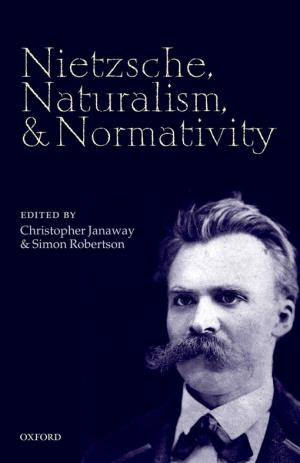 Nietzsche,
Naturalism,
& Normativity
EDITED BY
Christopher Janaway
& Simon Robertson
OXFORD